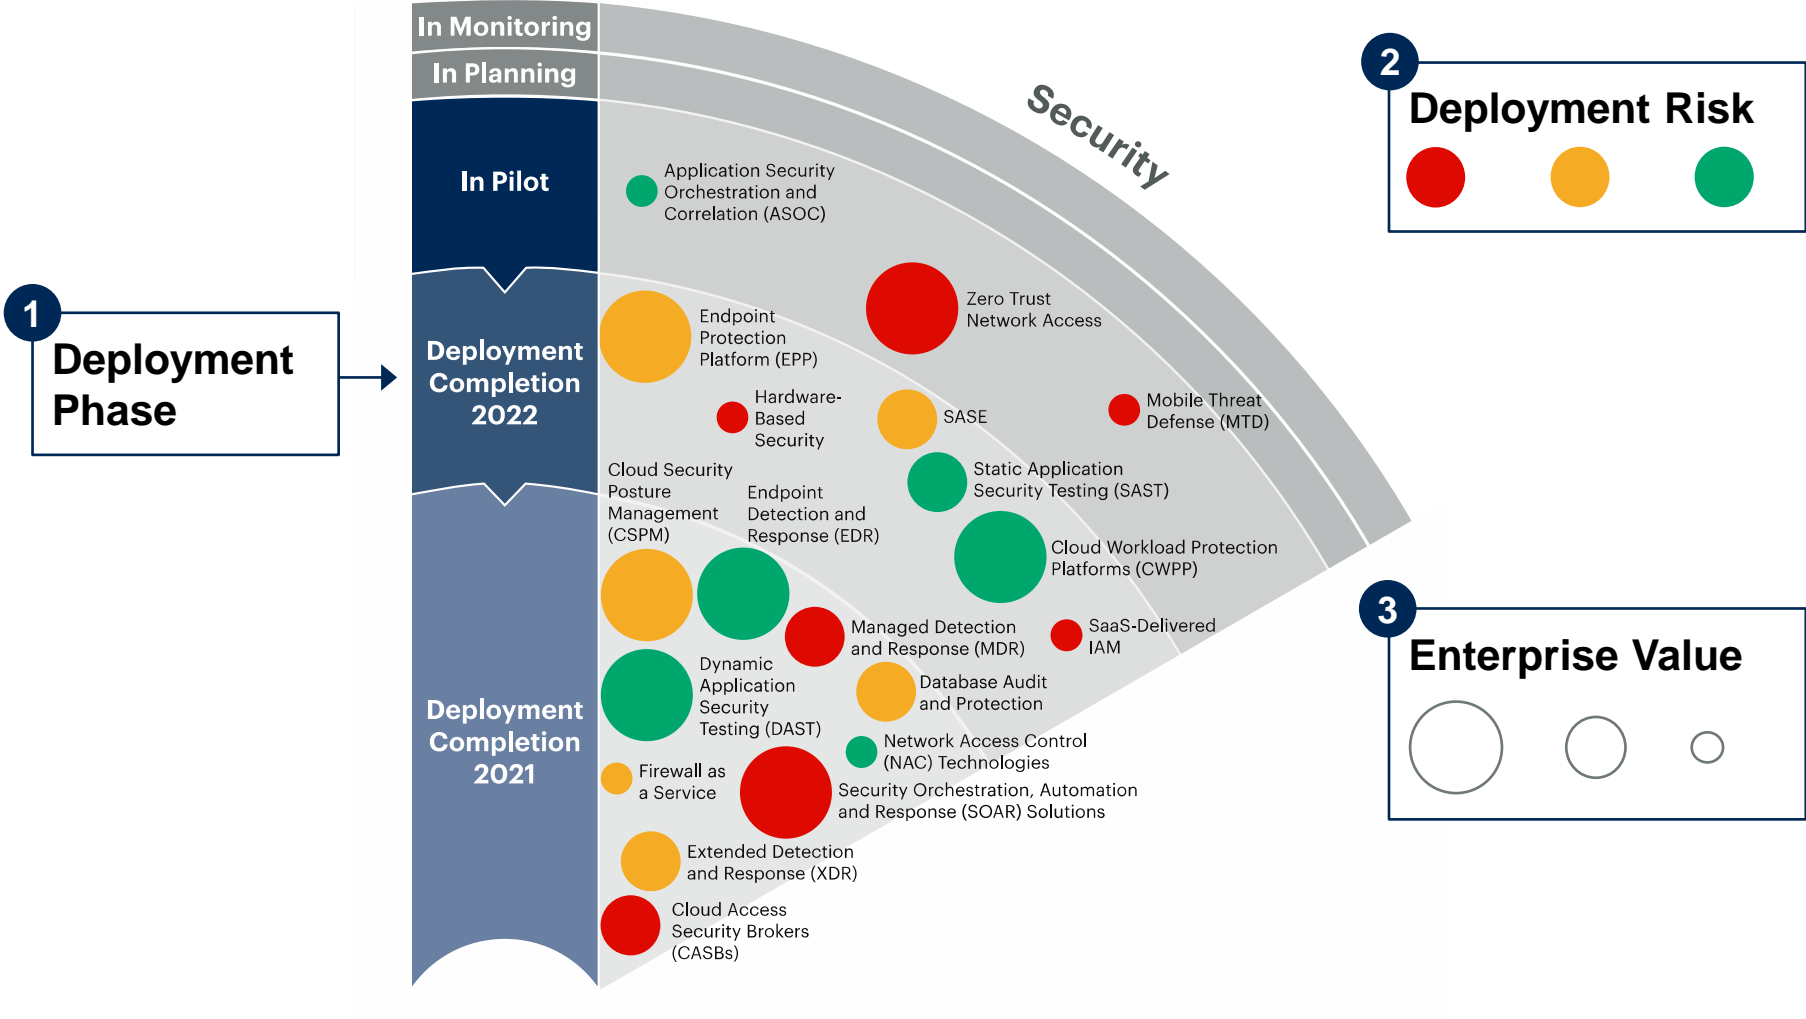 In Monitoring
In Planning
In Pilot
Deployment
Completion
2022
Deployment
Completion
2021
1
Deployment
Phase
Security
Application Security
Orchestration and
Correlation (ASOC)
Zero Trust
Network Access
Endpoint
Protection
Platform (EPP)
Hardware-
Based
Security
SASE
Mobile Threat
Defense (MTD)
Static Application
Security Testing (SAST)
Cloud Security
Posture
Management
(CSPM)
Endpoint
Detection and
Response (EDR)
Cloud Workload Protection
Platforms (CWPP)
Managed Detection
and Response (MDR)
SaaS-Delivered
IAM
Dynamic
Application
Security
Testing (DAST)
Database Audit
and Protection
Network Access Control
(NAC) Technologies
Firewall as
a Service
Security Orchestration, Automation
and Response (SOAR) Solutions
Extended Detection
and Response (XDR)
Cloud Access
Security Brokers
(CASBs)
2
Deployment Risk
3
Enterprise Value